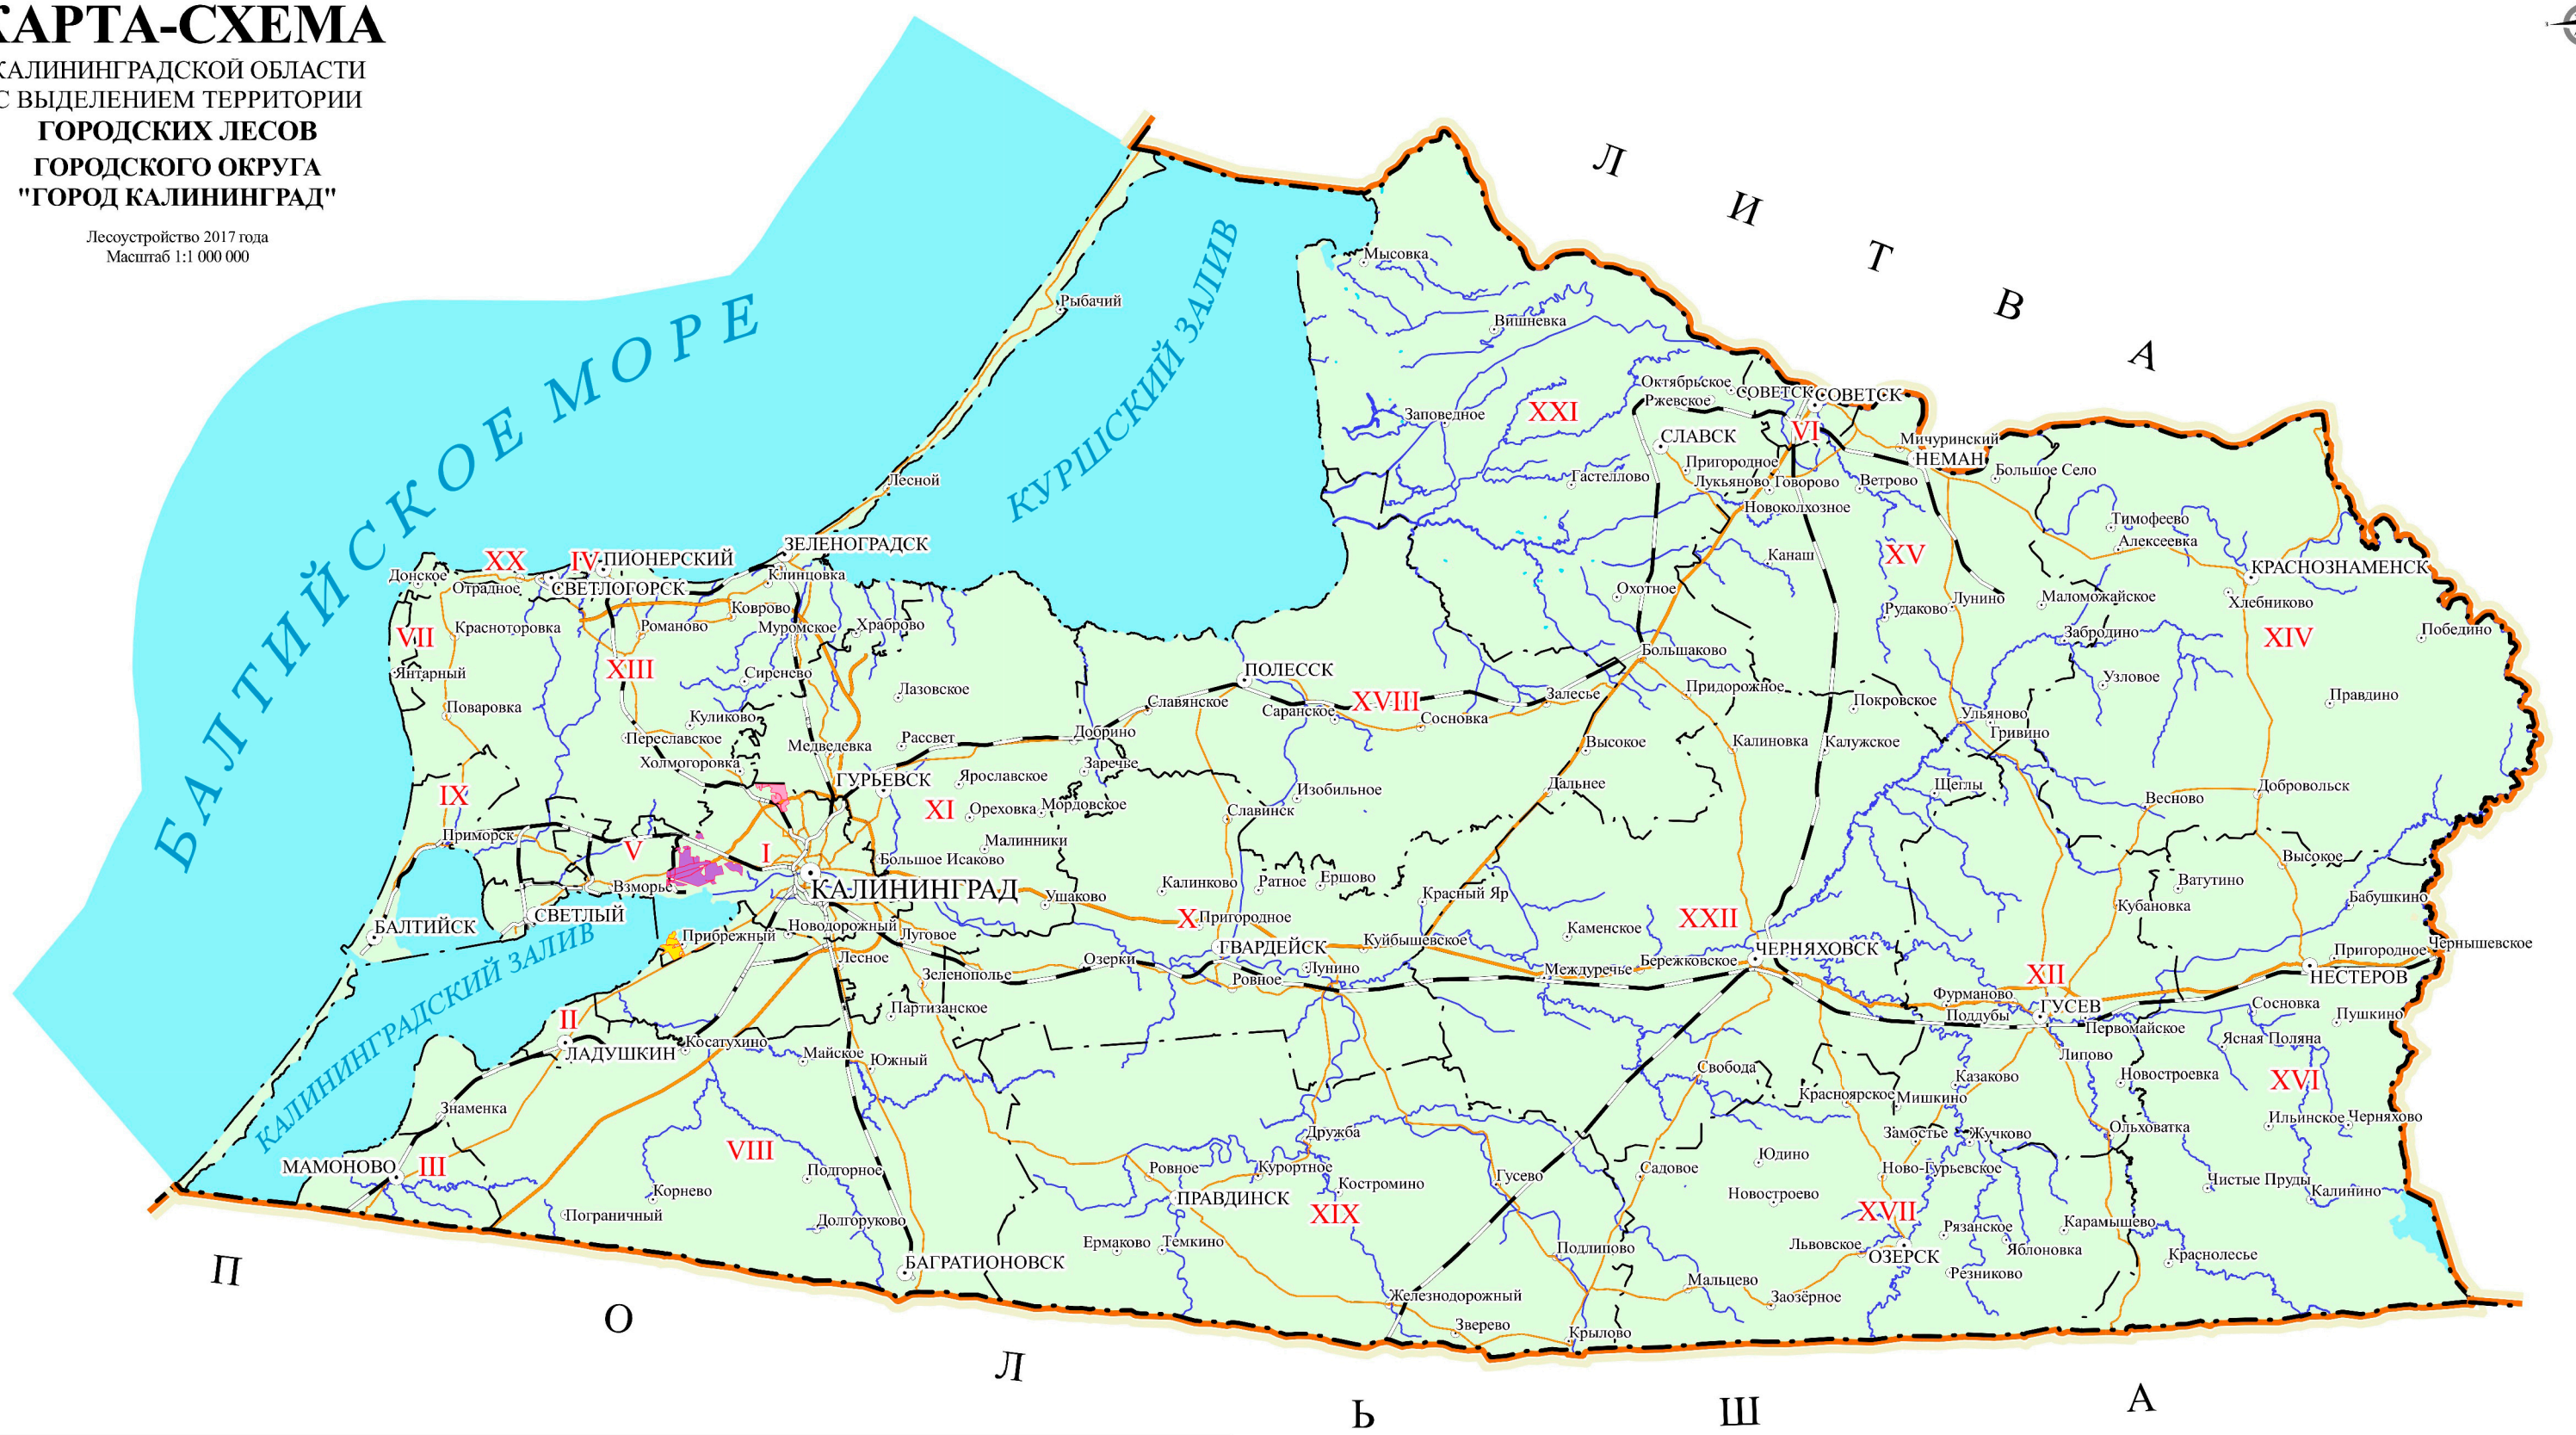 КАРТА-СХЕМА
КАЛИНИНГРАДСКОЙ ОБЛАСТИ
С ВЫДЕЛЕНИЕМ ТЕРРИТОРИИ
ГОРОДСКИХ ЛЕСОВ
ГОРОДСКОГО ОКРУГА
"ГОРОД КАЛИНИНГРАД"
Лесоустройство 2017 года
Масштаб 1:1 000 000
ЛИТВА
БАЛТИЙСКОЕ МОРЕ
КУРШСКИЙ ЗАЛИВ
КАЛИНИНГРАДСКИЙ ЗАЛИВ
Рыбачий
Лесной
Мысовка
Вишневка
Заповедное
XXI
Октябрьское
Ржевское
СОВЕТСК
СОВЕТСК
VI
СЛАВСК
Пригородное
Лукьяново
Говорово
Ветрово
Гастеллово
Новоколхозное
Мичуринский
НЕМАН
Большое Село
Тимофеево
Алексеевка
Канаш
XV
КРАСНОЗНАМЕНСК
Охотное
Рудаково
Лунино
Маломожайское
Хлебниково
Забродино
XIV
Победино
Большаково
Узловое
Правдино
Придорожное
Покровское
Ульяново
Гривино
Высокое
Калиновка
Калужское
Дальнее
Щеглы
Весново
Добровольск
ЗЕЛЕНОГРАДСК
XX
IV
ПИОНЕРСКИЙ
Донское
Отрадное
СВЕТЛОГОРСК
Клинцовка
Коврово
VII
Красноторовка
Романово
Муромское
Храброво
XIII
Янтарный
Сиренево
Лазовское
Поваровка
Куликово
Переславское
Медведевка
Рассвет
Холмогоровка
ПОЛЕССК
Славянское
Саранское
XVIII
Сосновка
Залесье
Добрино
Заречье
ГУРЬЕВСК
Ярославское
IX
XI
Ореховка
Мордовское
Изобильное
Славинск
Приморск
Малинники
V
I
Большое Исаково
Взморье
КАЛИНИНГРАД
Ушаково
Калинково
Ратное
Ершово
Красный Яр
Высокое
Ватутино
Бабушкино
Кубановка
БАЛТИЙСК
СВЕТЛЫЙ
Прибрежный
Новодорожный
Луговое
X
Пригородное
ГВАРДЕЙСК
Куйбышевское
Каменское
XXII
ЧЕРНЯХОВСК
Бережковское
Междуречье
Лесное
Зеленополье
Озерки
Лунино
Ровное
XII
Пригородное
Чернышевское
НЕСТЕРОВ
Фурманово
Поддубы
ГУСЕВ
Первомайское
Сосновка
Пушкино
Партизанское
II
ЛАДУШКИН
Косатухино
Майское
Южный
Ясная Поляна
Липово
Свобода
Казаково
Новостроевка
XVI
Красноярское
Мишкино
Ильинское
Черняхово
Знаменка
Дружба
Замостье
Жучково
Ольховатка
VIII
МАМОНОВО
III
Подгорное
Ровное
Курортное
Гусево
Садовое
Юдино
Ново-Гурьевское
Чистые Пруды
Калинино
Корнево
ПРАВДИНСК
Костромино
Новостроево
XIX
XVII
Пограничный
Долгоруково
Ермаково
Темкино
Подлипово
Львовское
ОЗЕРСК
Рязанское
Карамышево
Яблоновка
Краснолесье
БАГРАТИОНОВСК
Мальцево
Резниково
Железнодорожный
Заозёрное
Зверево
Крылово
ПОЛЬША